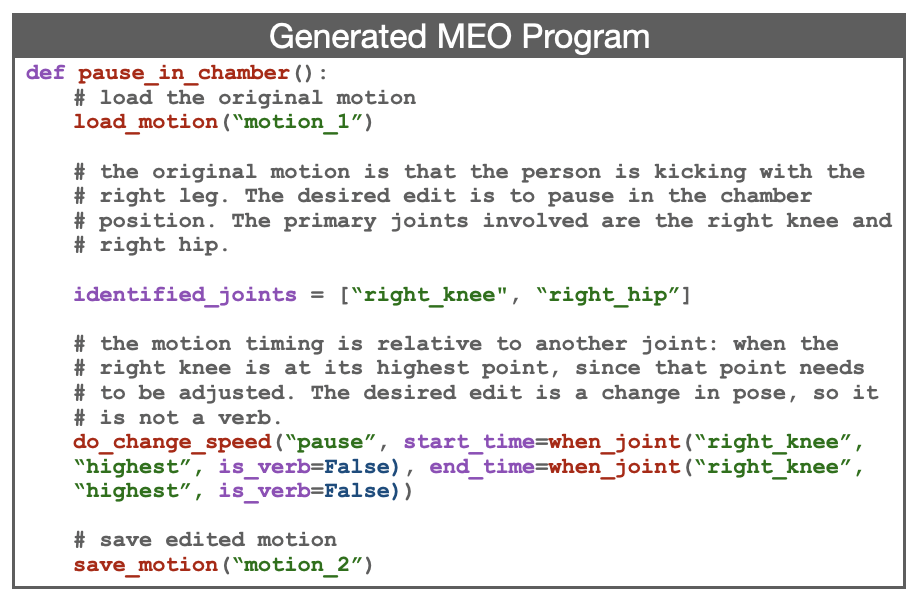 Generated MEO Program
def pause_in_chamber():
# load the original motion
load_motion(“motion_1”)
# the original motion is that the person is kicking with the
# right leg. The desired edit is to pause in the chamber
# position. The primary joints involved are the right knee and
# right hip.
identified_joints = [“right_knee", “right_hip”]
# the motion timing is relative to another joint: when the
# right knee is at its highest point, since that point needs
# to be adjusted. The desired edit is a change in pose, so it
# is not a verb.
do_change_speed(“pause”, start_time=when_joint(“right_knee”,
“highest”, is_verb=False), end_time=when_joint(“right_knee”,
“highest”, is_verb=False))
# save edited motion
save_motion(“motion_2”)